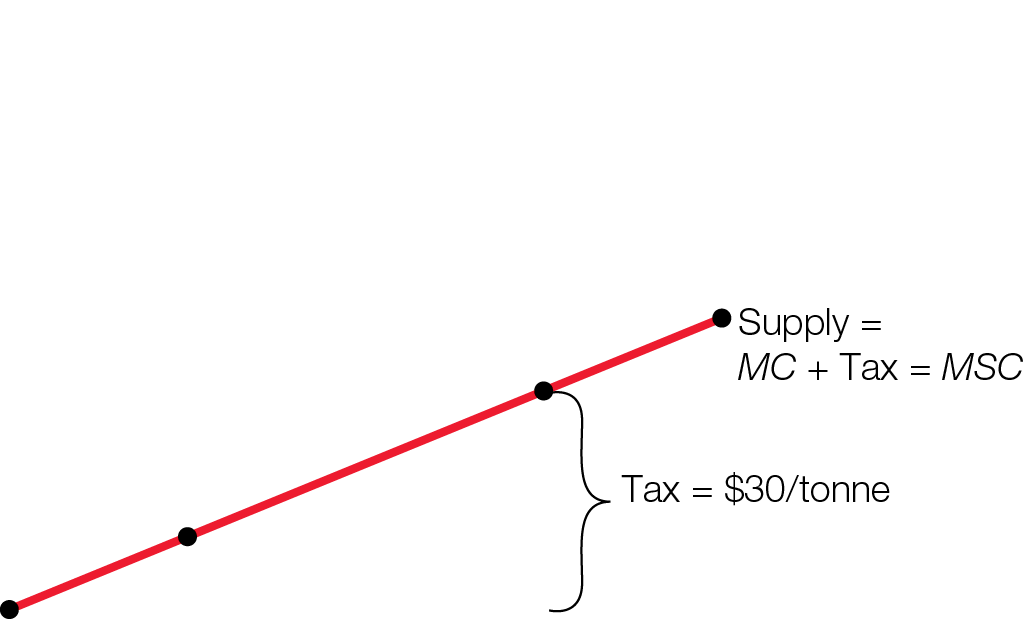 Supply =
MC + Tax = MSC
Tax = $30/tonne